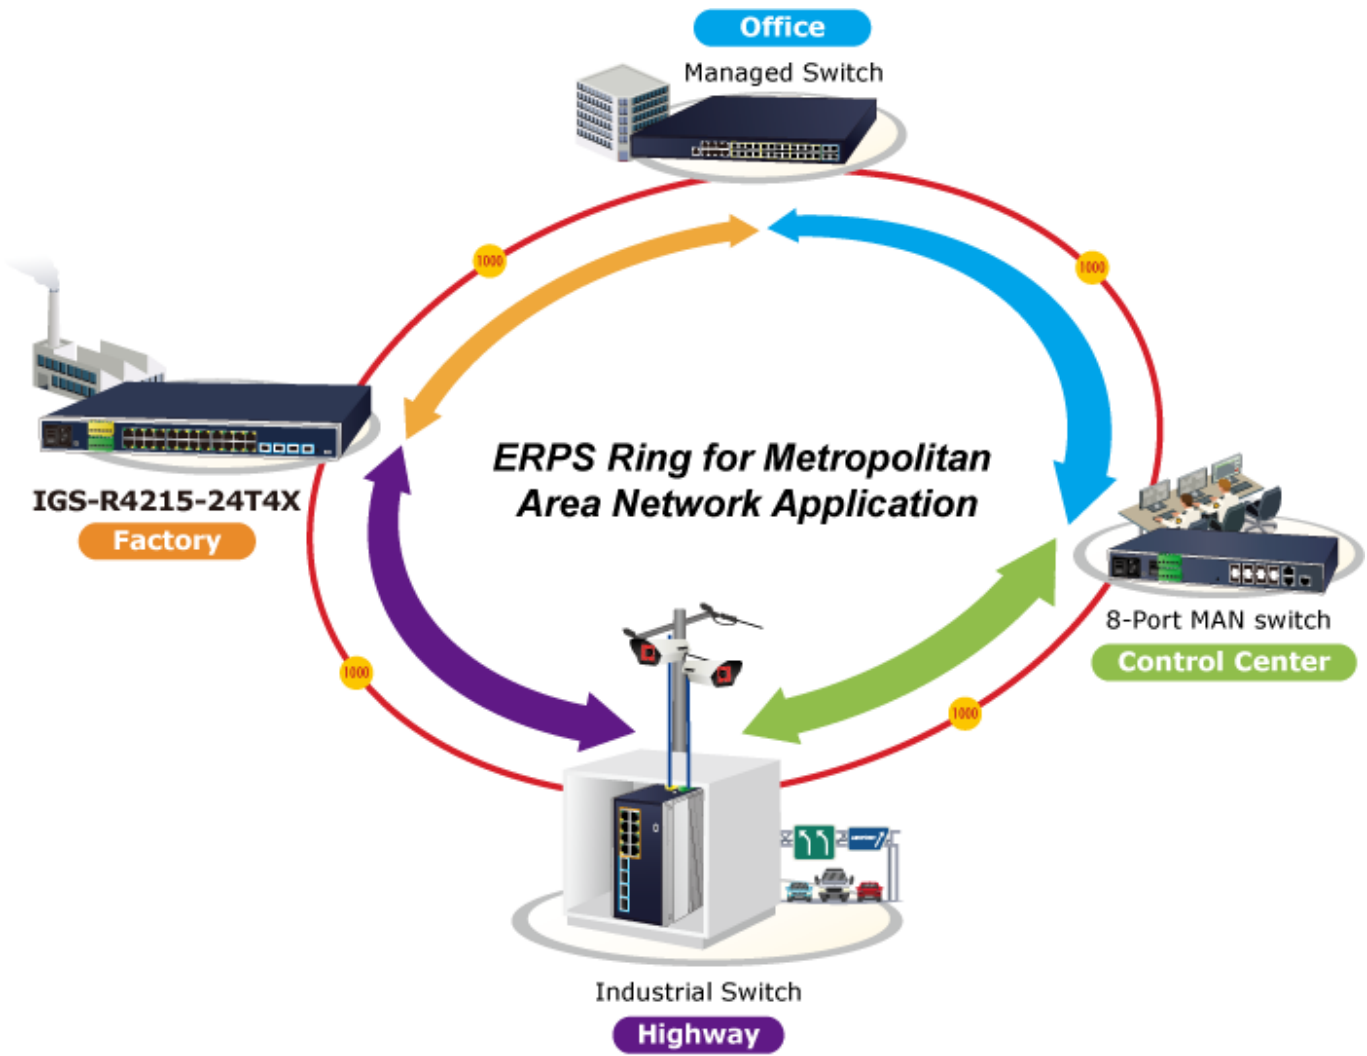 Office
Managed Switch
1000
1000
ERPS Ring for Metropolitan
Area Network Application
IGS-R4215-24T4X
Factory
8-Port MAN switch
Control Center
1000
1000
Industrial Switch
Highway